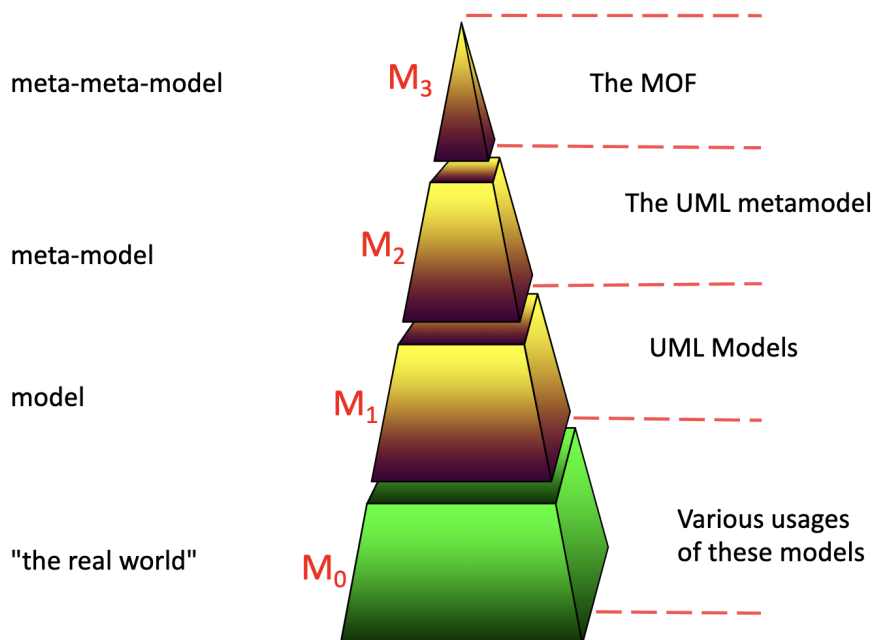 meta-meta-model
M3
The MOF
The UML metamodel
meta-model
M2
UML Models
model
M1
Various usages
of these models
"the real world"
M0